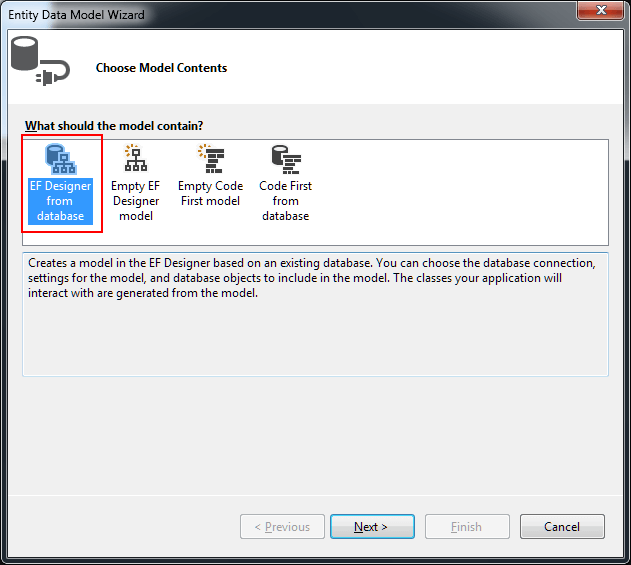 Entity Data Model Wizard
Choose Model Contents
What should the model contain?
EF Designer
from
database
Empty EF
Designer
model
Empty Code
First model
Code First
from
database
Creates a model in the EF Designer based on an existing database. You can choose the database connection,
settings for the model, and database objects to include in the model. The classes your application will
interact with are generated from the model.
< Previous
Next >
Finish
Cancel